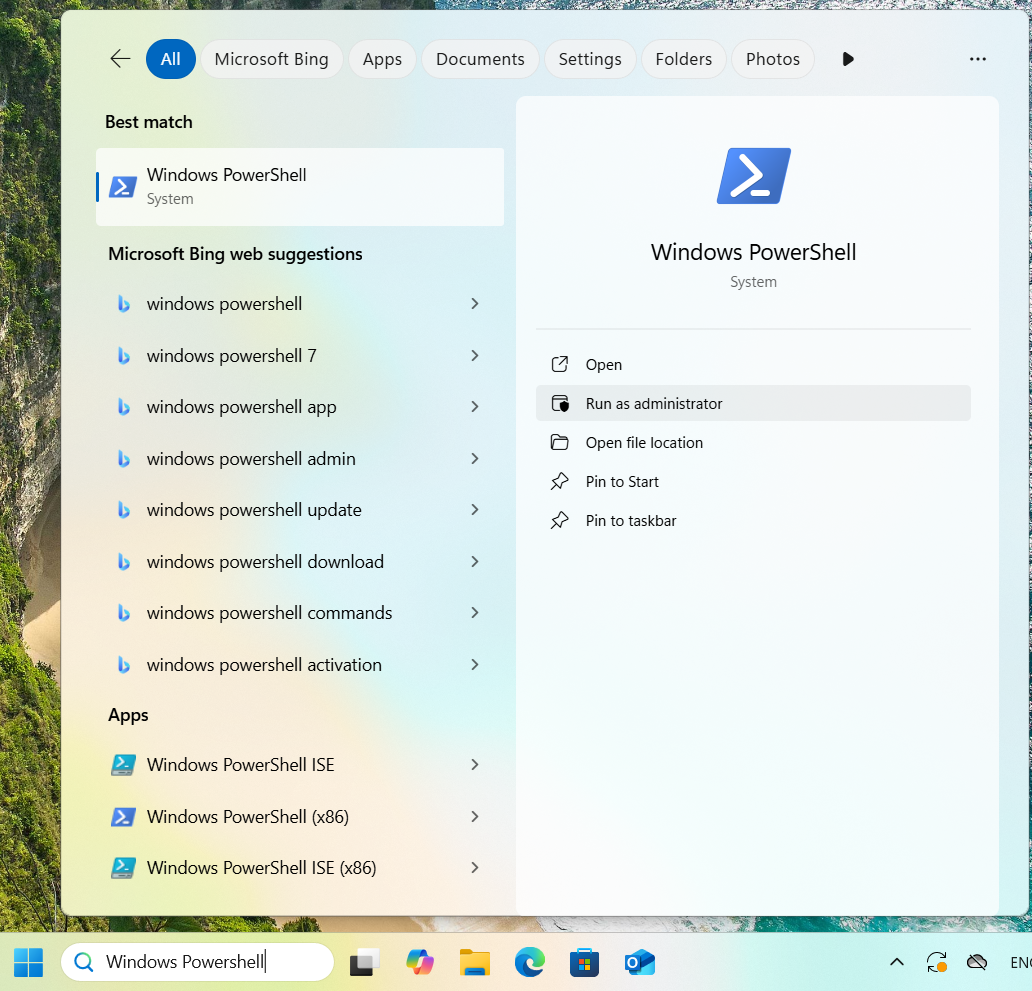 All
Microsoft Bing
Apps
Documents
Settings
Folders
Photos
Best match
Windows PowerShell
System
Microsoft Bing web suggestions
windows powershell
windows powershell 7
windows powershell app
windows powershell admin
windows powershell update
windows powershell download
windows powershell commands
windows powershell activation
Apps
Windows PowerShell ISE
Windows PowerShell (x86)
Windows PowerShell ISE (x86)
Windows PowerShell
System
Open
Run as administrator
Open file location
Pin to Start
Pin to taskbar
Windows Powershell